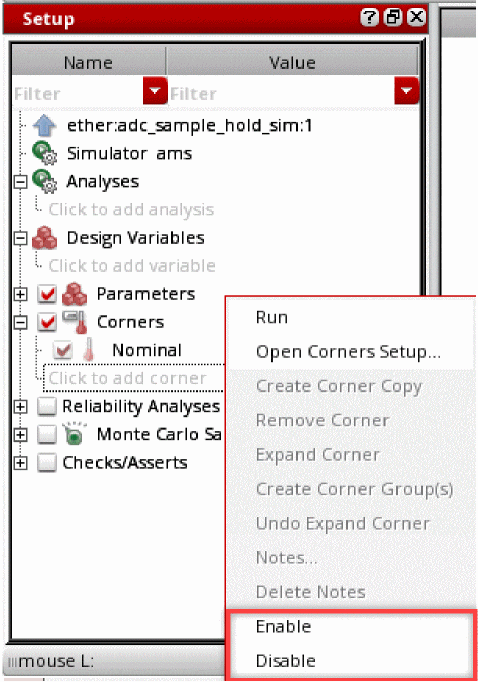 Setup
Name Value
Filter Filter
ether:adc_sample_hold_sim:1
Simulator ams
Analyses
Click to add analysis
Design Variables
Click to add variable
Parameters
Corners
Nominal
Click to add corner
Reliability Analyses
Monte Carlo Sa
Checks/Asserts
Run
Open Corners Setup...
Create Corner Copy
Remove Corner
Expand Corner
Create Corner Group(s)
Undo Expand Corner
Notes...
Delete Notes
Enable
Disable
mouse L: